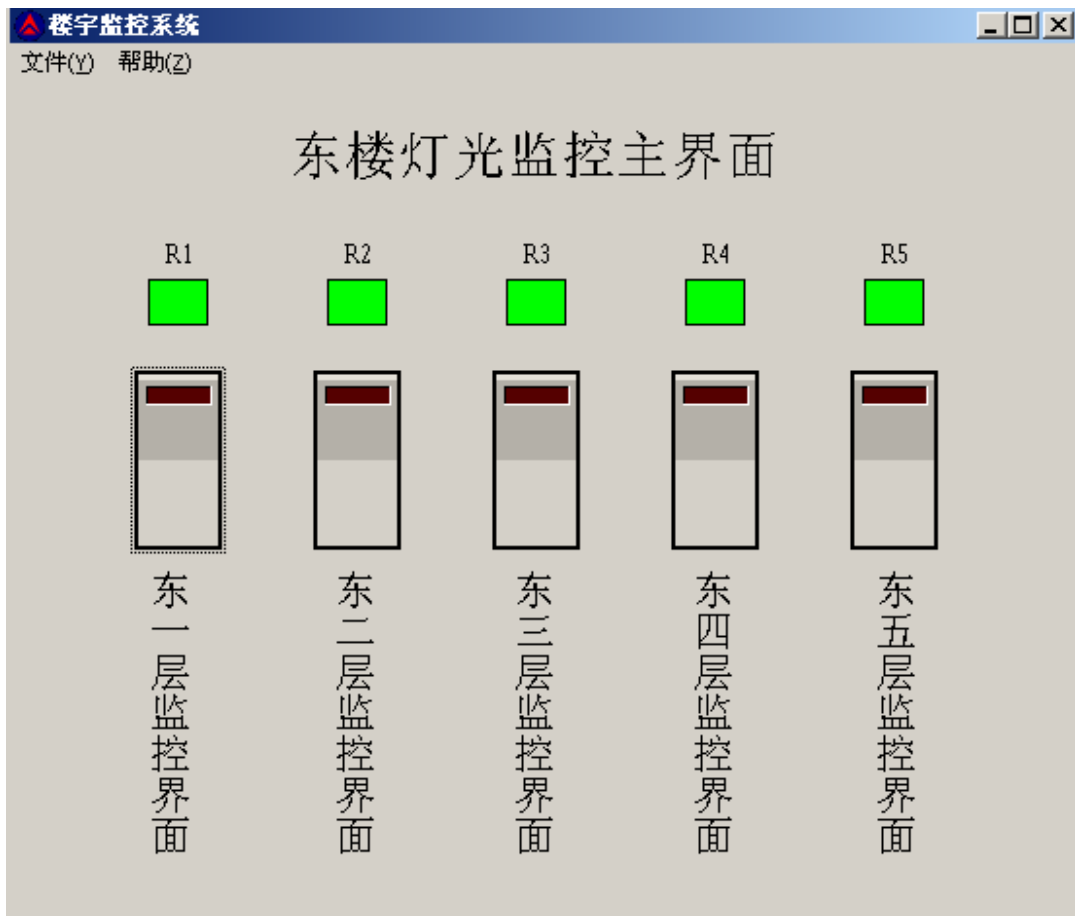 楼宇监控系统
文件(Y) 帮助(Z)
东楼灯光监控主界面
R1 R2 R3 R4 R5
东一层监控界面
东二层监控界面
东三层监控界面
东四层监控界面
东五层监控界面